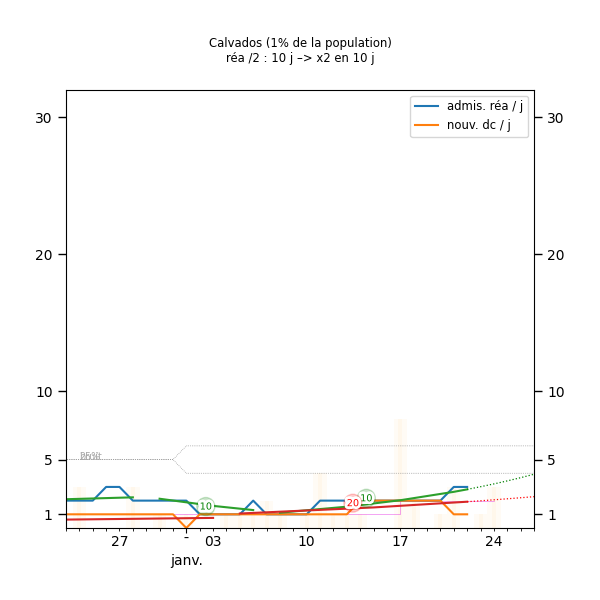 Calvados (1% de la population)
réa /2 : 10 j –> x2 en 10 j
admis. réa / j
nouv. dc / j
30 30
20 20
10 10
5 5
1 1
10 20 10
27 - 03 10 17 24
janv.